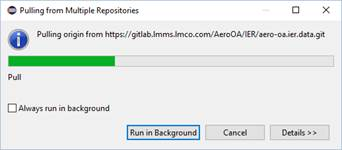 Pulling from Multiple Repositories
Pulling origin from https://gitlab.lmms.lmco.com/AeroOA/IER/aero-oa.ier.data.git
Pull
Always run in background
Run in Background
Cancel
Details >>